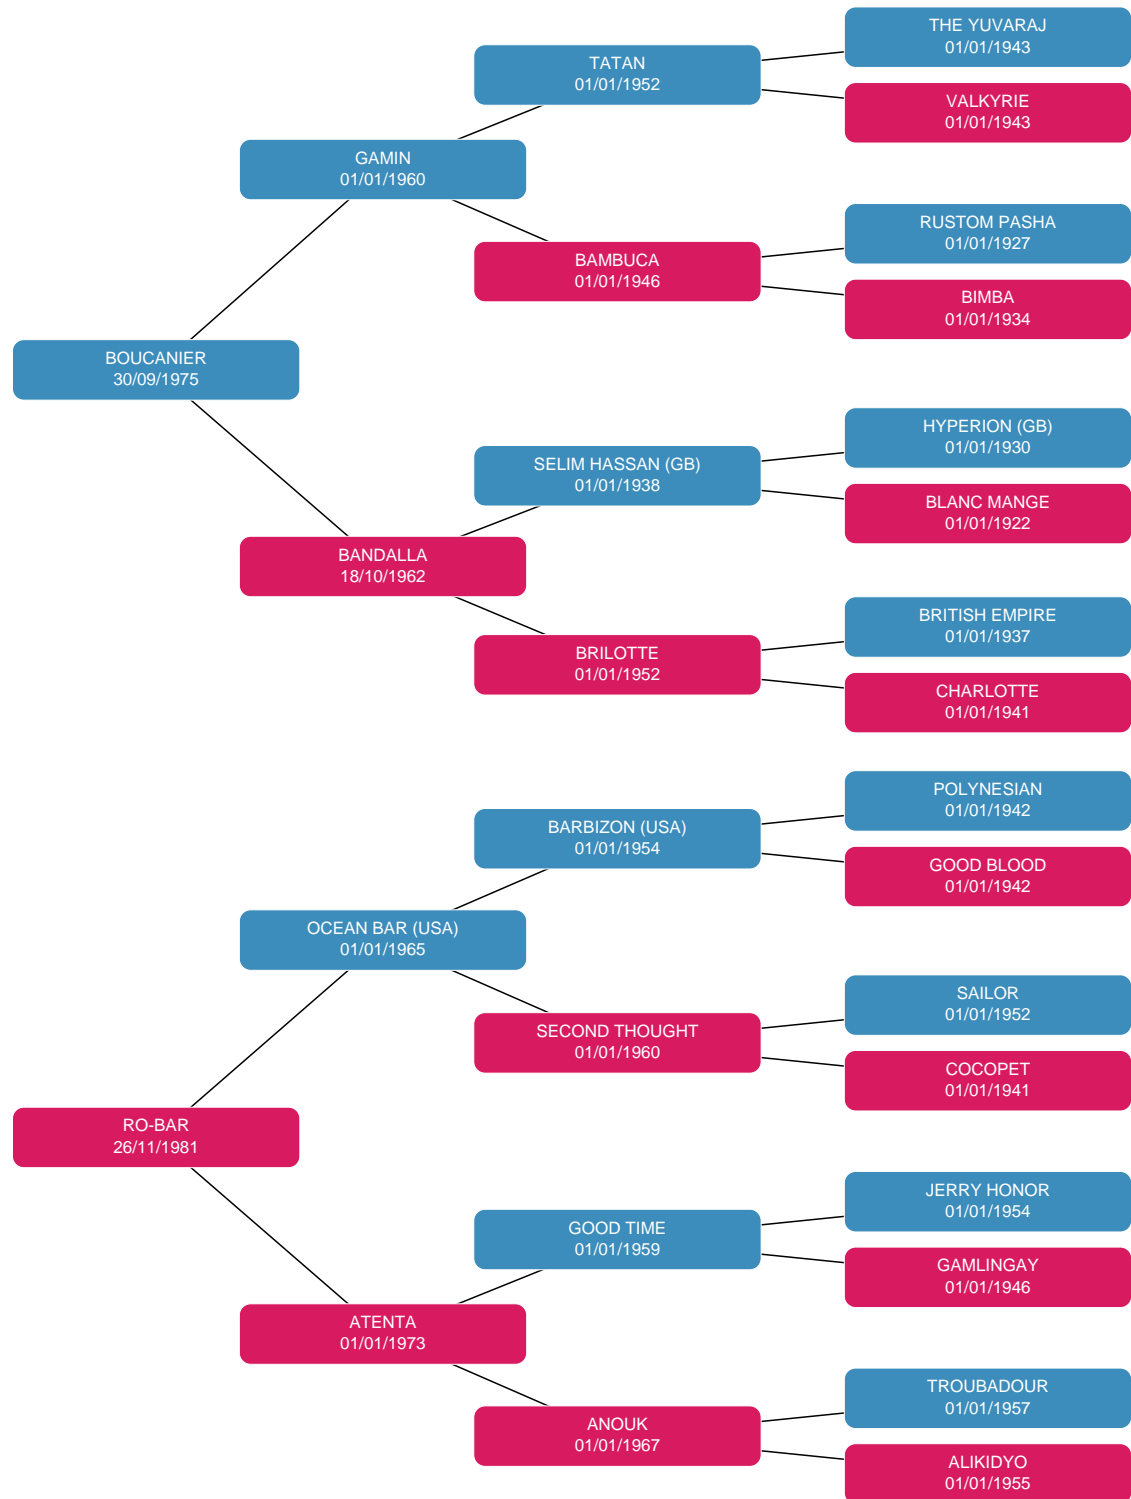 THE YUVARAJ
01/01/1943
TATAN
01/01/1952
VALKYRIE
01/01/1943
GAMIN
01/01/1960
RUSTOM PASHA
01/01/1927
BAMBUCA
01/01/1946
BIMBA
01/01/1934
BOUCANIER
30/09/1975
HYPERION (GB)
01/01/1930
SELIM HASSAN (GB)
01/01/1938
BLANC MANGE
01/01/1922
BANDALLA
18/10/1962
BRITISH EMPIRE
01/01/1937
BRILOTTE
01/01/1952
CHARLOTTE
01/01/1941
POLYNESIAN
01/01/1942
BARBIZON (USA)
01/01/1954
GOOD BLOOD
01/01/1942
OCEAN BAR (USA)
01/01/1965
SAILOR
01/01/1952
SECOND THOUGHT
01/01/1960
COCOPET
01/01/1941
RO-BAR
26/11/1981
JERRY HONOR
01/01/1954
GOOD TIME
01/01/1959
GAMLINGAY
01/01/1946
ATENTA
01/01/1973
TROUBADOUR
01/01/1957
ANOUK
01/01/1967
ALIKIDYO
01/01/1955